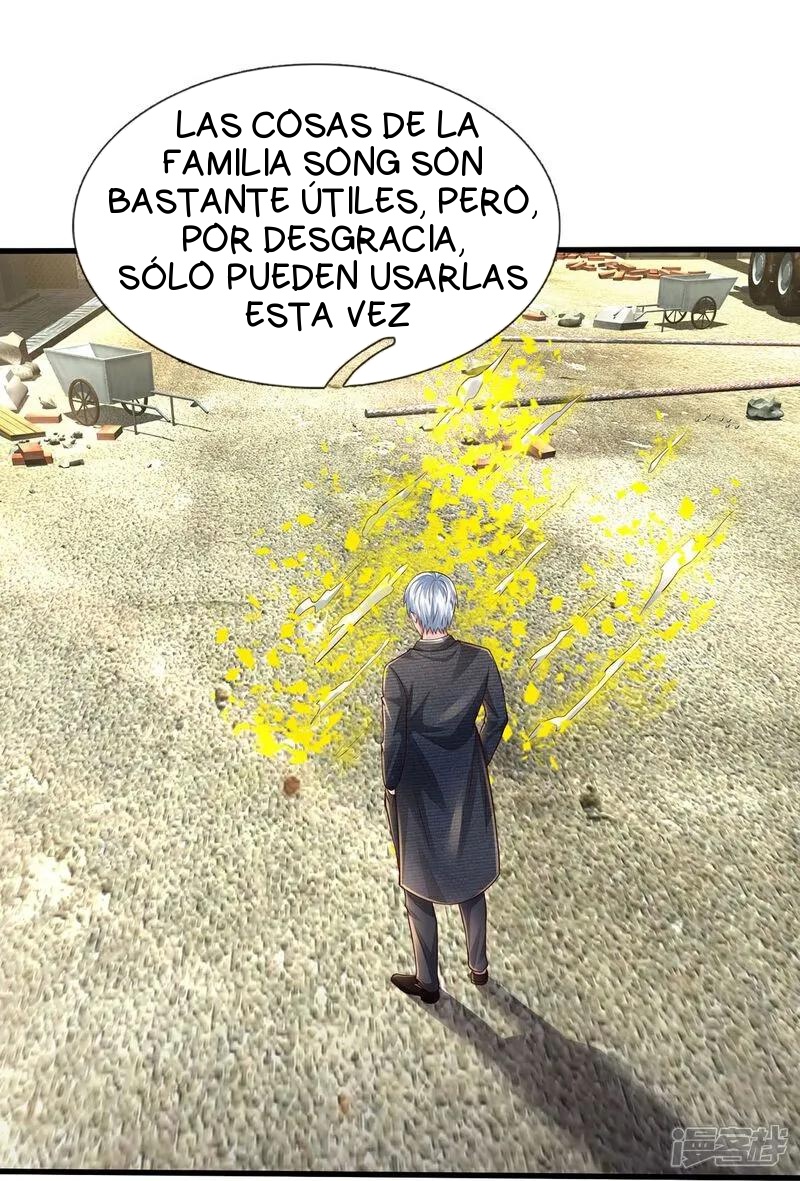 LAS COSAS DE LA
FAMILIA SONG SON
BASTANTE ÚTILES, PERO,
POR DESGRACIA,
SÓLO PUEDEN USARLAS
ESTA VEZ
漫客栈